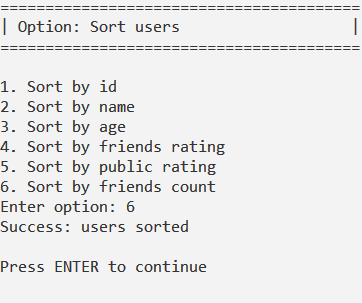 ========================================
| Option: Sort users                   |
========================================
1. Sort by id
2. Sort by name
3. Sort by age
4. Sort by friends rating
5. Sort by public rating
6. Sort by friends count
Enter option: 6
Success: users sorted
Press ENTER to continue